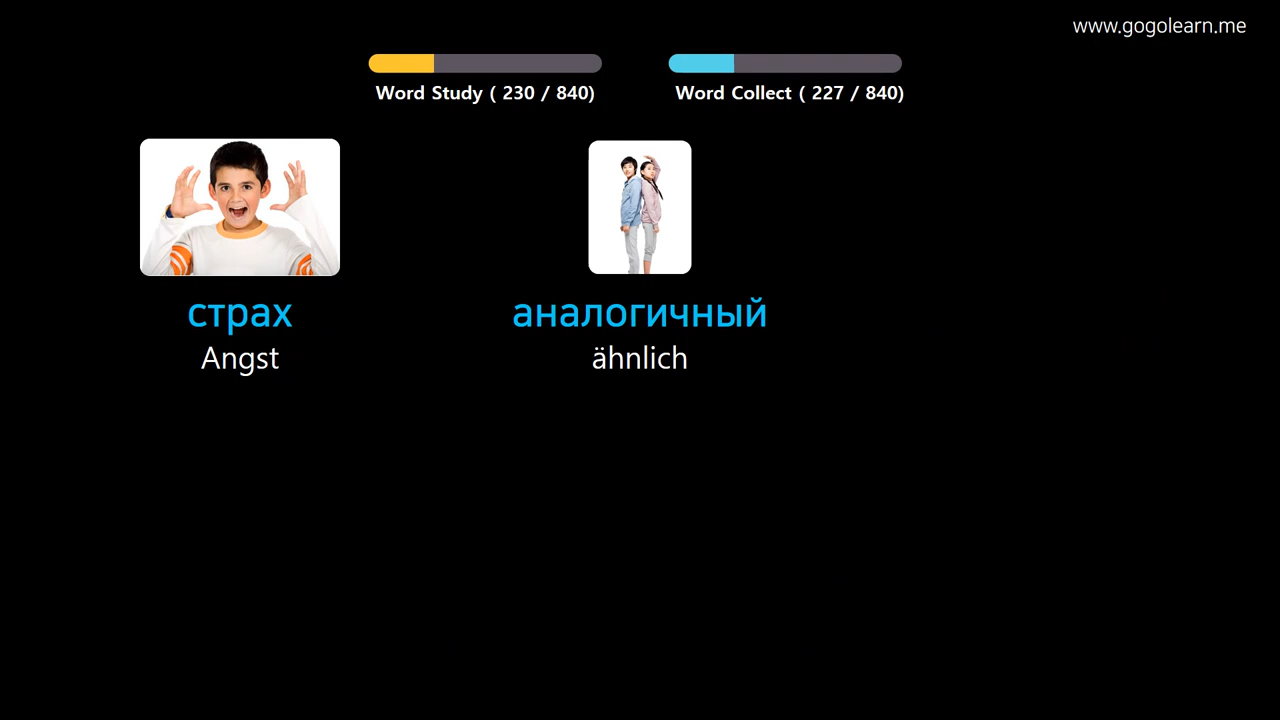 www.gogolearn.me
Word Study ( 230 / 840)
Word Collect ( 227 / 840)
страх
Angst
аналогичный
ähnlich